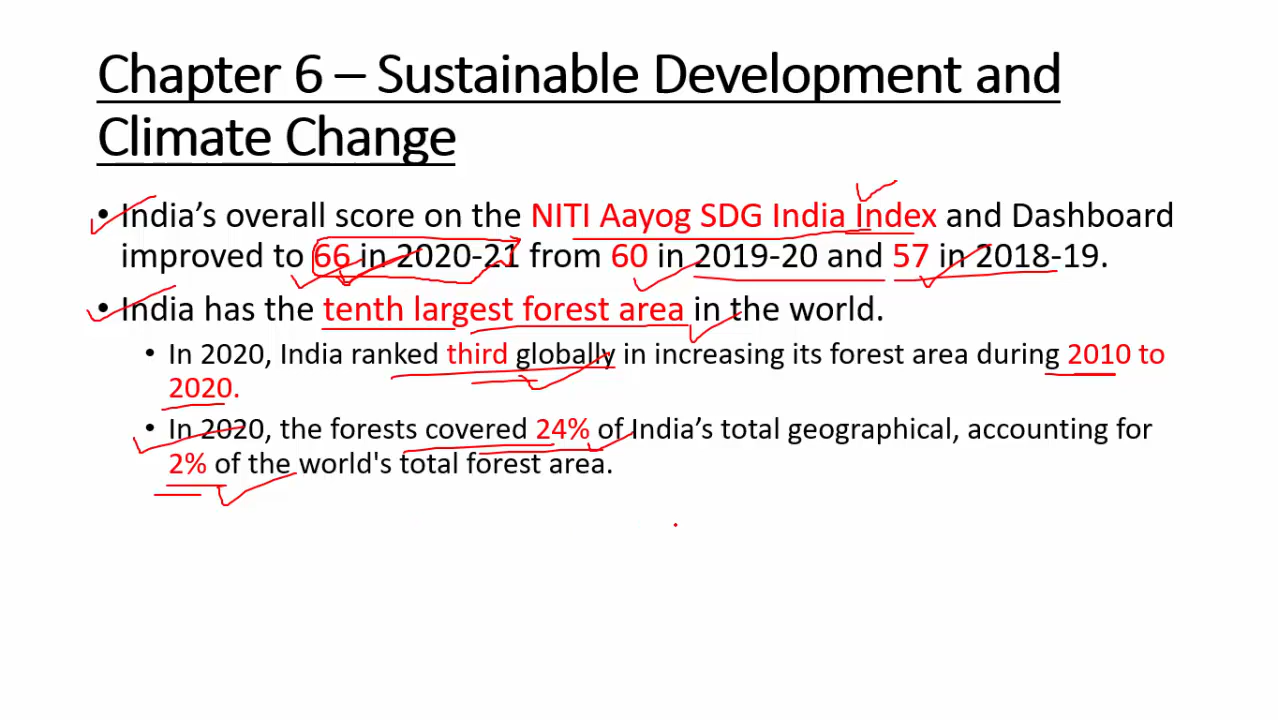 Chapter 6 – Sustainable Development and
Climate Change
• India’s overall score on the NITI Aayog SDG India Index and Dashboard
improved to 66 in 2020-21 from 60 in 2019-20 and 57 in 2018-19.
• India has the tenth largest forest area in the world.
• In 2020, India ranked third globally in increasing its forest area during 2010 to
2020.
• In 2020, the forests covered 24% of India’s total geographical, accounting for
2% of the world's total forest area.